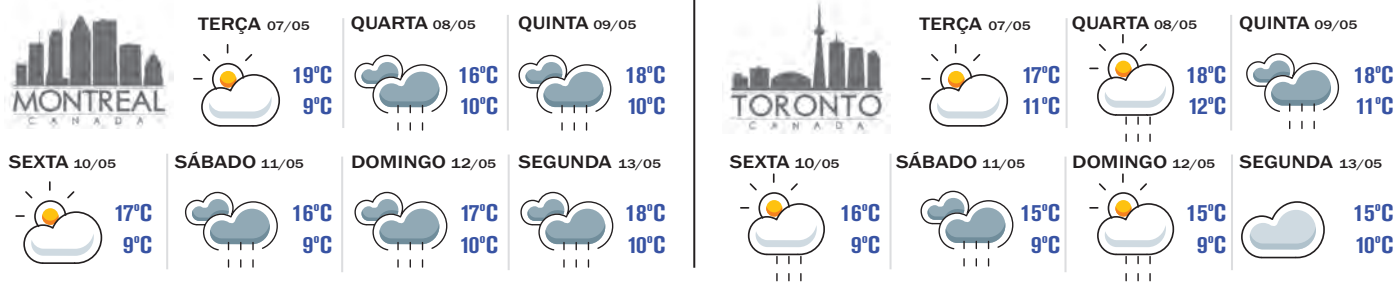 MONTREAL
CANADA
TERÇA 07/05
19ºC
9ºC
QUARTA 08/05
16ºC
10ºC
QUINTA 09/05
18ºC
10ºC
SEXTA 10/05
17ºC
9ºC
SÁBADO 11/05
16ºC
9ºC
DOMINGO 12/05
17ºC
10ºC
SEGUNDA 13/05
18ºC
10ºC
TORONTO
CANADA
TERÇA 07/05
17ºC
11ºC
QUARTA 08/05
18ºC
12ºC
QUINTA 09/05
18ºC
11ºC
SEXTA 10/05
16ºC
9ºC
SÁBADO 11/05
15ºC
9ºC
DOMINGO 12/05
15ºC
9ºC
SEGUNDA 13/05
15ºC
10ºC